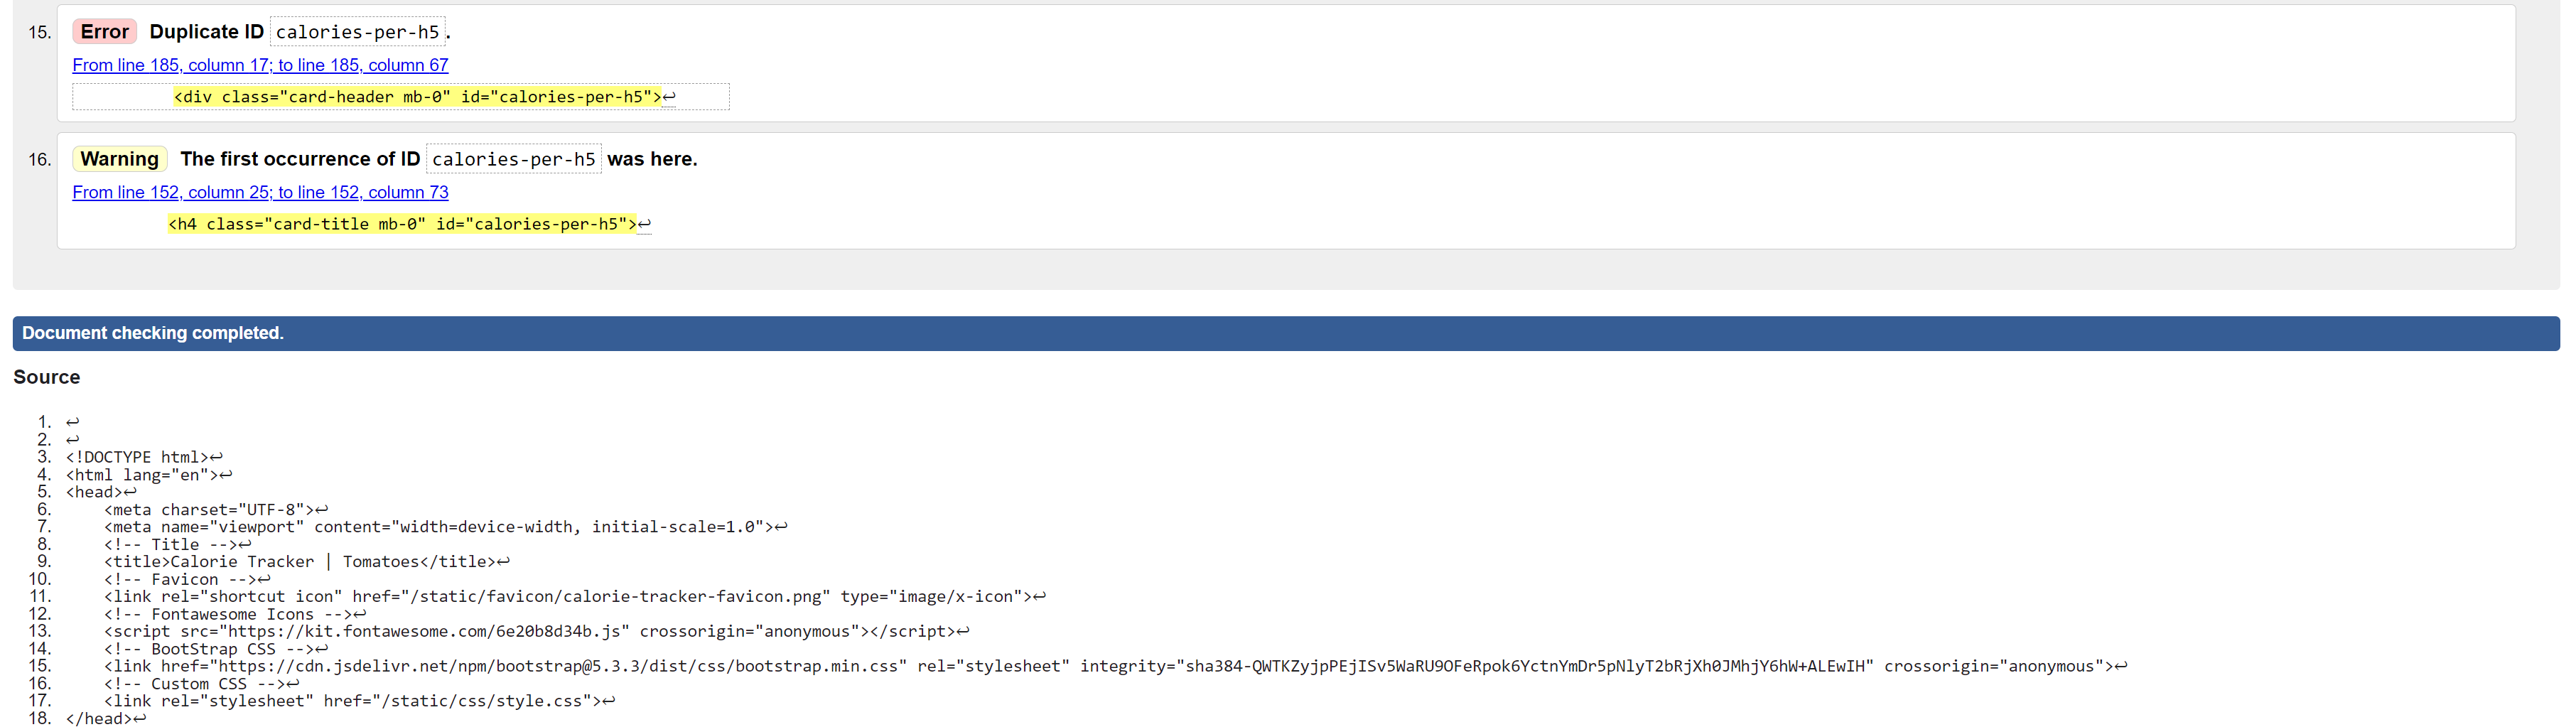 15. Error Duplicate ID calories-per-h5.
From line 185, column 17; to line 185, column 67
<div class="card-header mb-0" id="calories-per-h5">↩
16. Warning The first occurrence of ID calories-per-h5 was here.
From line 152, column 25; to line 152, column 73
<h4 class="card-title mb-0" id="calories-per-h5">↩
Document checking completed.
Source
1. ↩
2. ↩
3. <!DOCTYPE html>↩
4. <html lang="en">↩
5. <head>↩
6. <meta charset="UTF-8">↩
7. <meta name="viewport" content="width=device-width, initial-scale=1.0">↩
8. <!-- Title -->↩
9. <title>Calorie Tracker | Tomatoes</title>↩
10. <!-- Favicon -->↩
11. <link rel="shortcut icon" href="/static/favicon/calorie-tracker-favicon.png" type="image/x-icon">↩
12. <!-- Fontawesome Icons -->↩
13. <script src="https://kit.fontawesome.com/6e20b8d34b.js" crossorigin="anonymous"></script>↩
14. <!-- BootStrap CSS -->↩
15. <link href="https://cdn.jsdelivr.net/npm/bootstrap@5.3.3/dist/css/bootstrap.min.css" rel="stylesheet" integrity="sha384-QWTKZyjpPEjISv5WaRU9OFeRpok6YctnYmDr5pNlyT2bRjXh0JMhjY6hW+ALEwIH" crossorigin="anonymous">↩
16. <!-- Custom CSS -->↩
17. <link rel="stylesheet" href="/static/css/style.css">↩
18. </head>↩